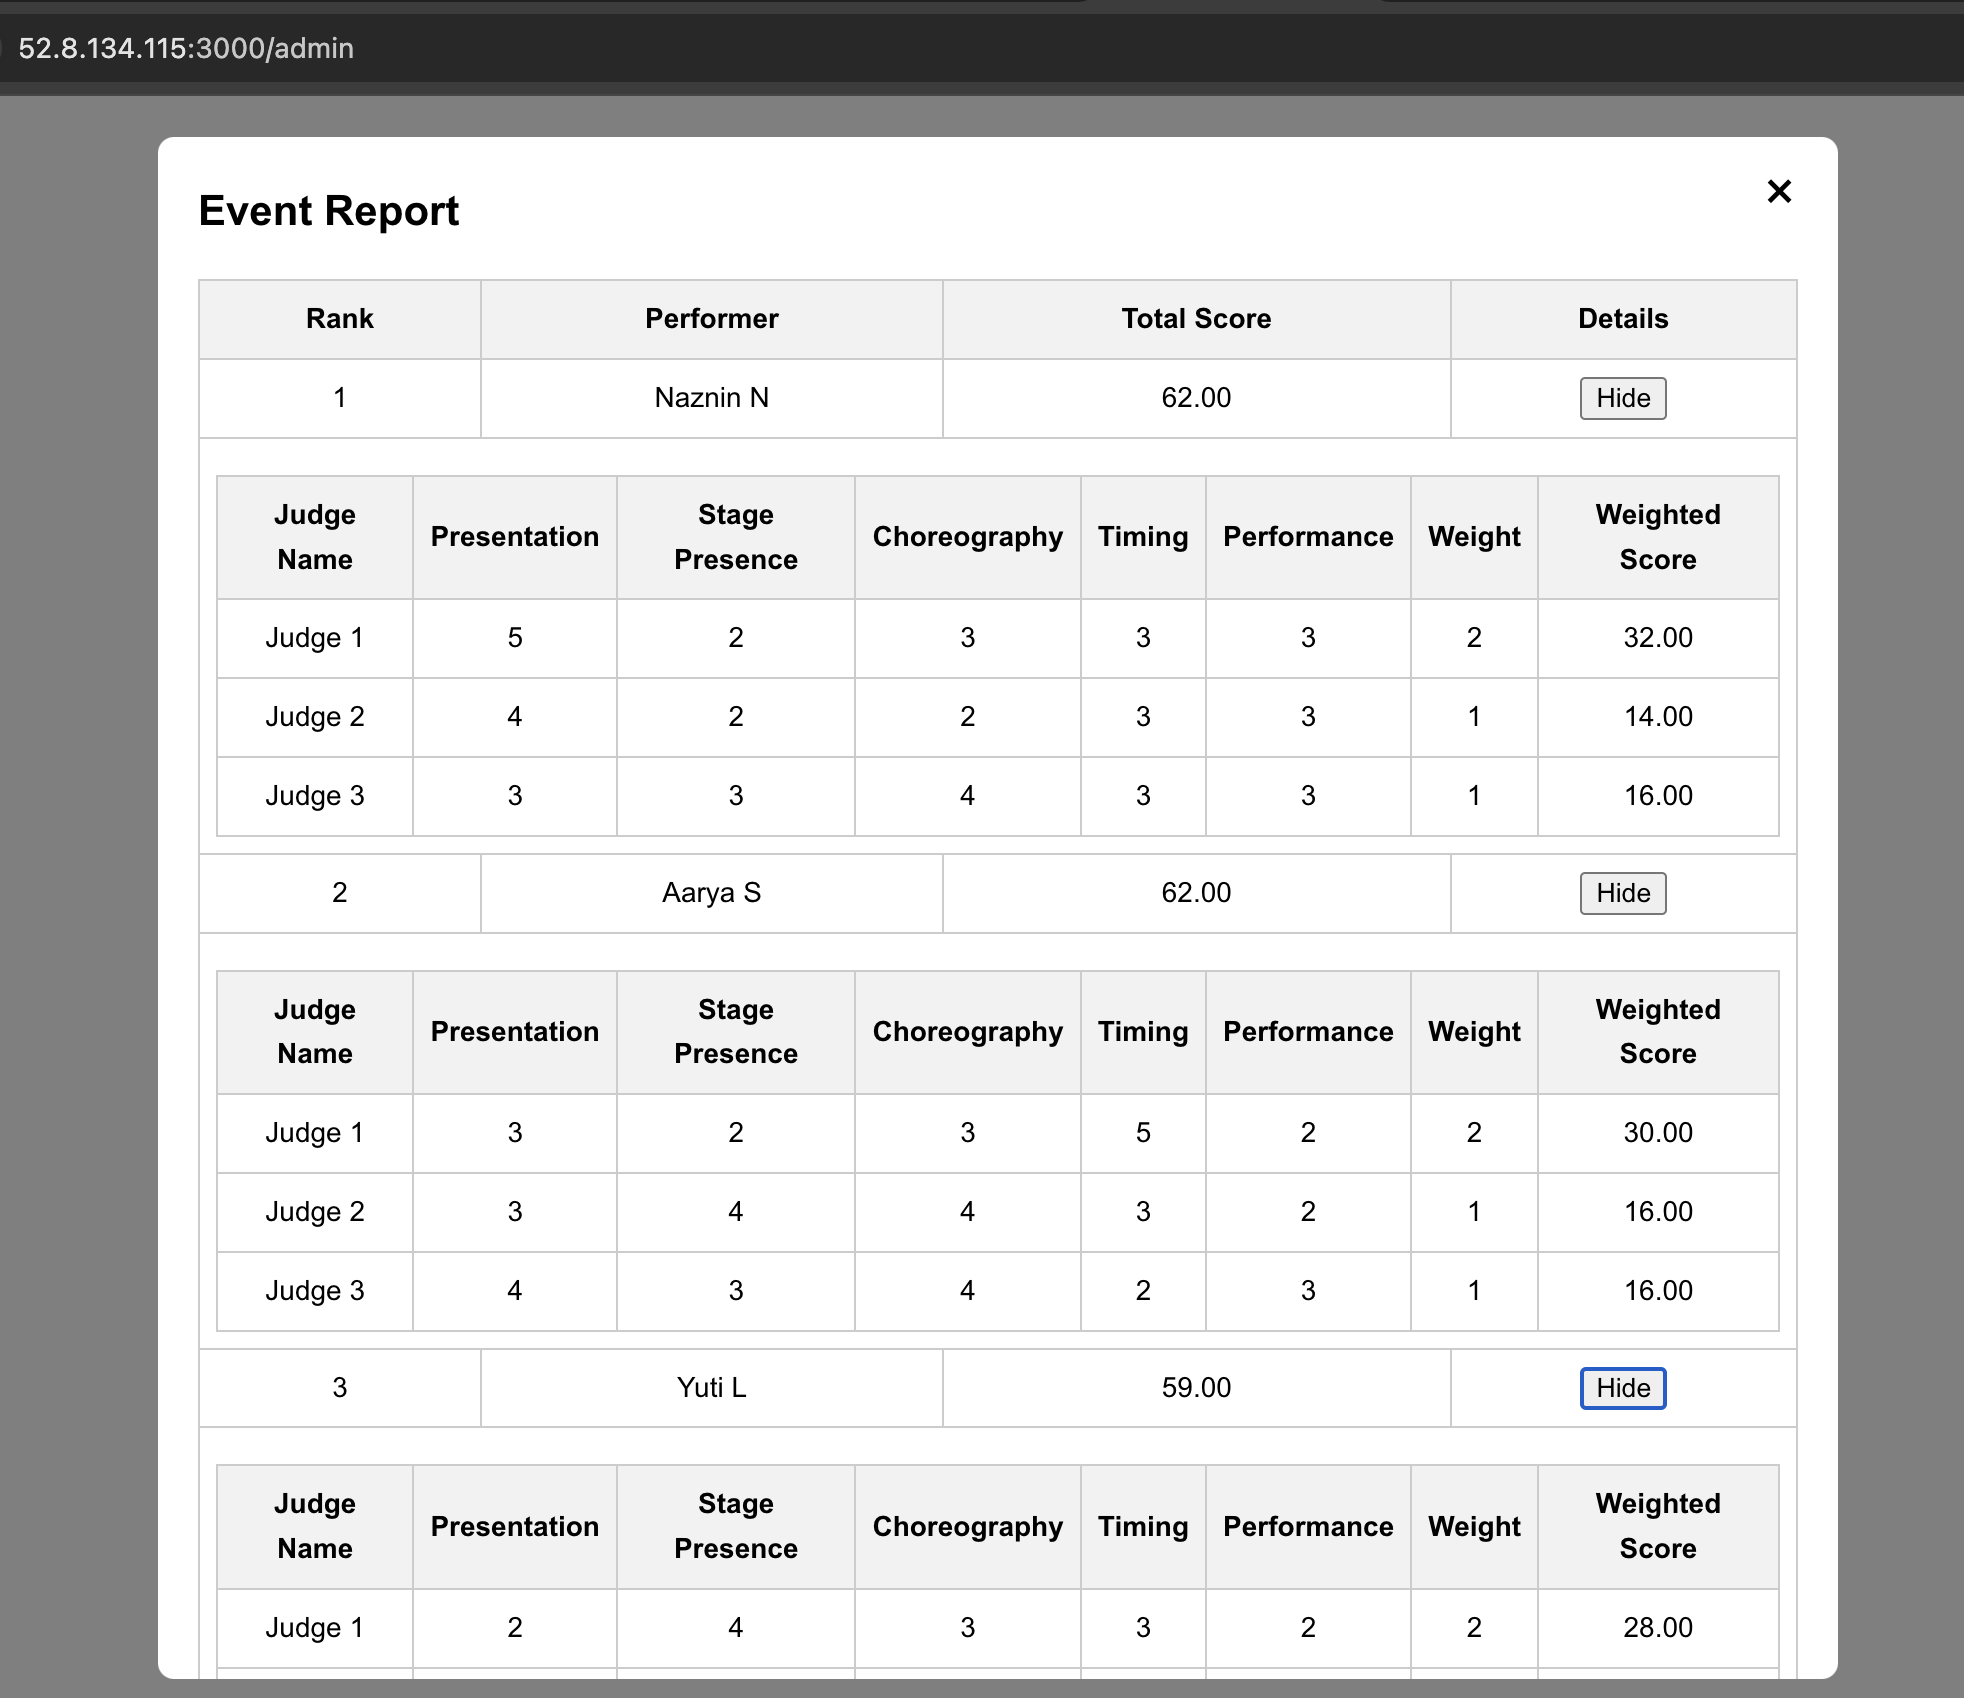 52.8.134.115:3000/admin
Event Report
×
Rank Performer Total Score Details
1 Naznin N 62.00 Hide
Judge Name Presentation Stage Presence Choreography Timing Performance Weight Weighted Score
Judge 1 5 2 3 3 3 2 32.00
Judge 2 4 2 2 3 3 1 14.00
Judge 3 3 3 4 3 3 1 16.00
2 Aarya S 62.00 Hide
Judge Name Presentation Stage Presence Choreography Timing Performance Weight Weighted Score
Judge 1 3 2 3 5 2 2 30.00
Judge 2 3 4 4 3 2 1 16.00
Judge 3 4 3 4 2 3 1 16.00
3 Yuti L 59.00 Hide
Judge Name Presentation Stage Presence Choreography Timing Performance Weight Weighted Score
Judge 1 2 4 3 3 2 2 28.00